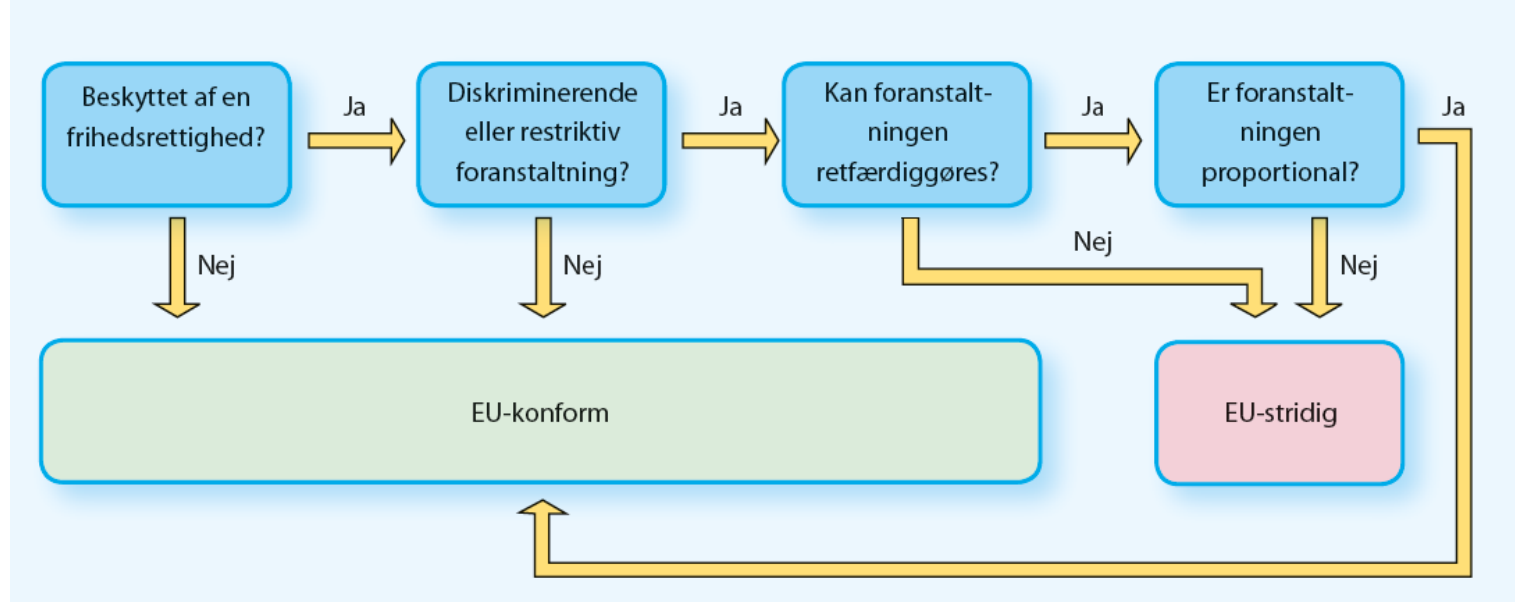 Beskyttet af en
frihedsrettighed?
Ja
Diskriminerende
eller restriktiv
foranstaltning?
Ja
Kan foranstalt-
ningen
retfærdiggøres?
Ja
Er foranstalt-
ningen
proportional?
Ja
Nej
Nej
Nej
Nej
EU-konform
EU-stridig